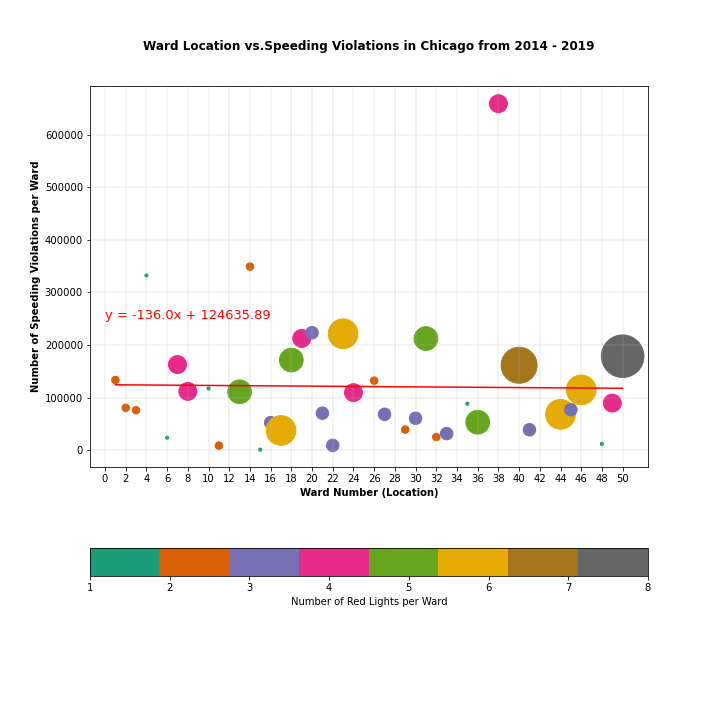 Ward Location vs.Speeding Violations in Chicago from 2014 - 2019
Number of Speeding Violations per Ward
600000
500000
400000
300000
200000
100000
0
y = -136.0x + 124635.89
0 2 4 6 8 10 12 14 16 18 20 22 24 26 28 30 32 34 36 38 40 42 44 46 48 50
Ward Number (Location)
1 2 3 4 5 6 7 8
Number of Red Lights per Ward